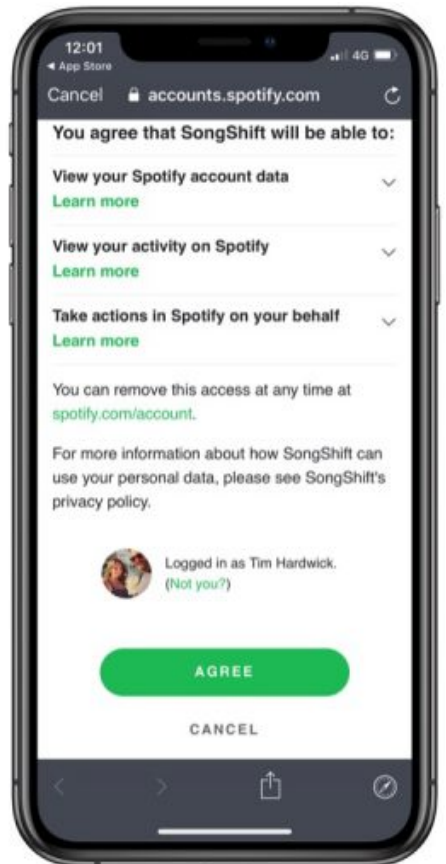 12:01
4G
◀ App Store
Cancel accounts.spotify.com
You agree that SongShift will be able to:
View your Spotify account data
Learn more
View your activity on Spotify
Learn more
Take actions in Spotify on your behalf
Learn more
You can remove this access at any time at
spotify.com/account.
For more information about how SongShift can
use your personal data, please see SongShift's
privacy policy.
Logged in as Tim Hardwick.
(Not you?)
AGREE
CANCEL